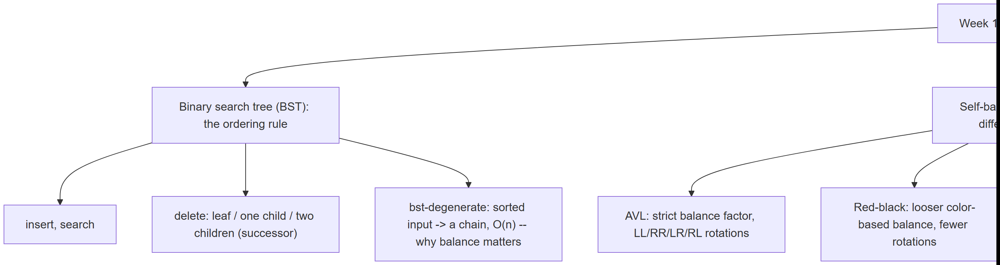 Week 1
Binary search tree (BST):
the ordering rule
Self-ba
diffe
insert, search
delete: leaf / one child / two
children (successor)
bst-degenerate: sorted
input -> a chain, O(n) --
why balance matters
AVL: strict balance factor,
LL/RR/LR/RL rotations
Red-black: looser color-
based balance, fewer
rotations